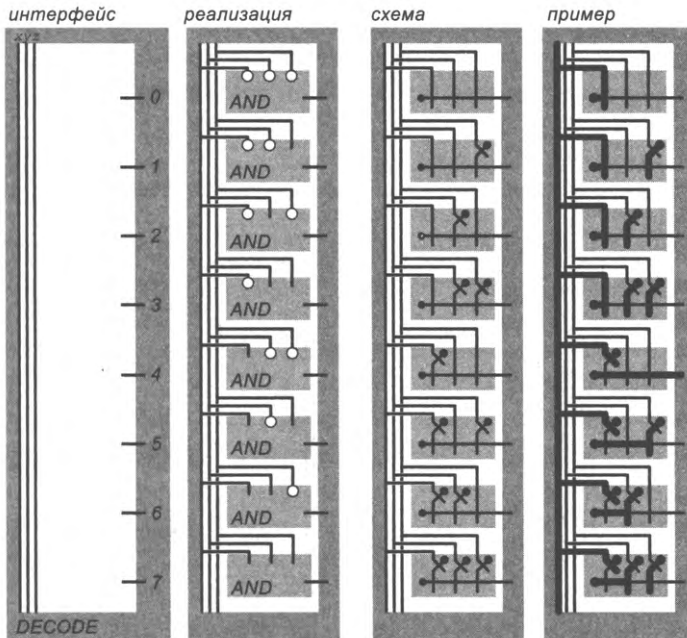 интерфейс реализация схема пример
xyz
0 AND
1 AND
2 AND
3 AND
4 AND
5 AND
6 AND
7 AND
DECODE